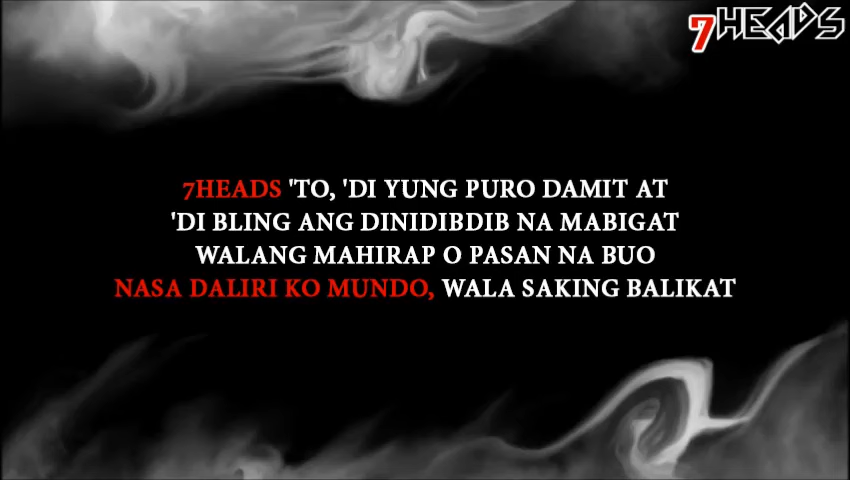 7HEADS
7HEADS 'TO, 'DI YUNG PURO DAMIT AT
'DI BLING ANG DINIDIBDIB NA MABIGAT
WALANG MAHIRAP O PASAN NA BUO
NASA DALIRI KO MUNDO, WALA SAKING BALIKAT